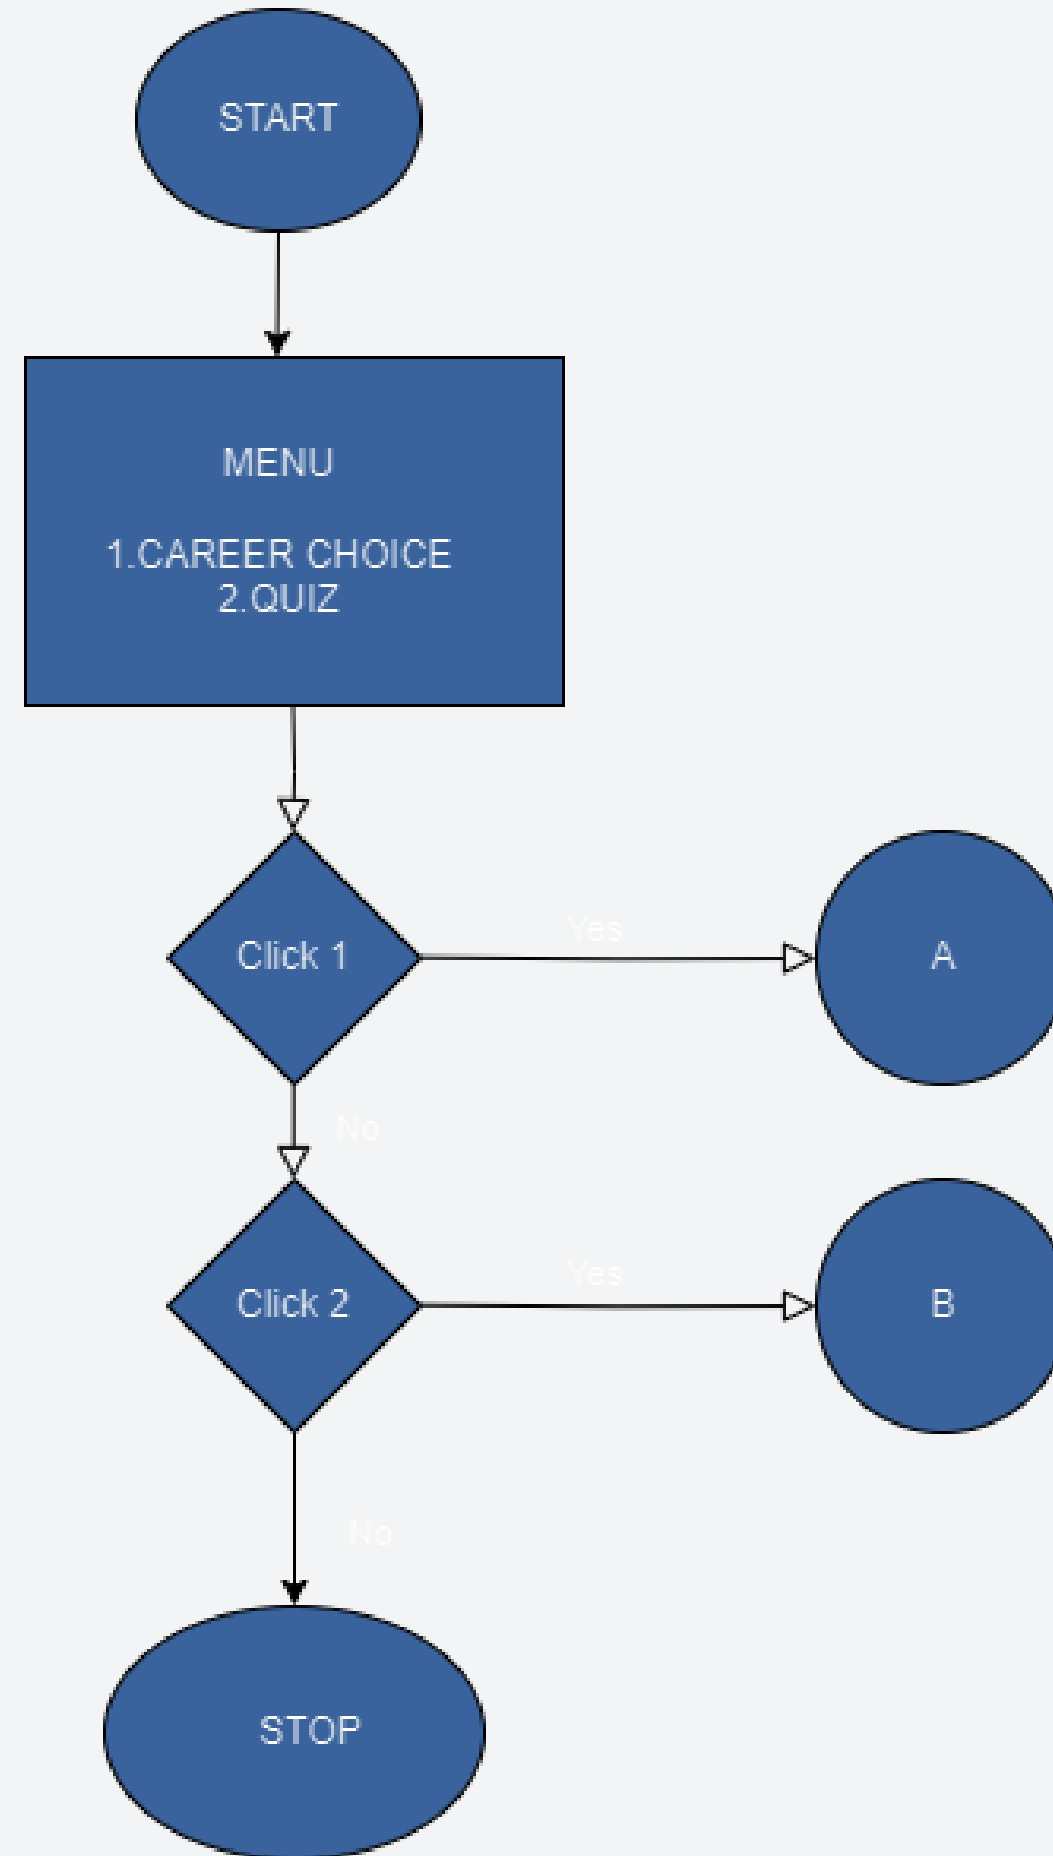 START
MENU
1.CAREER CHOICE
2.QUIZ
Click 1
Yes
A
No
Click 2
Yes
B
No
STOP